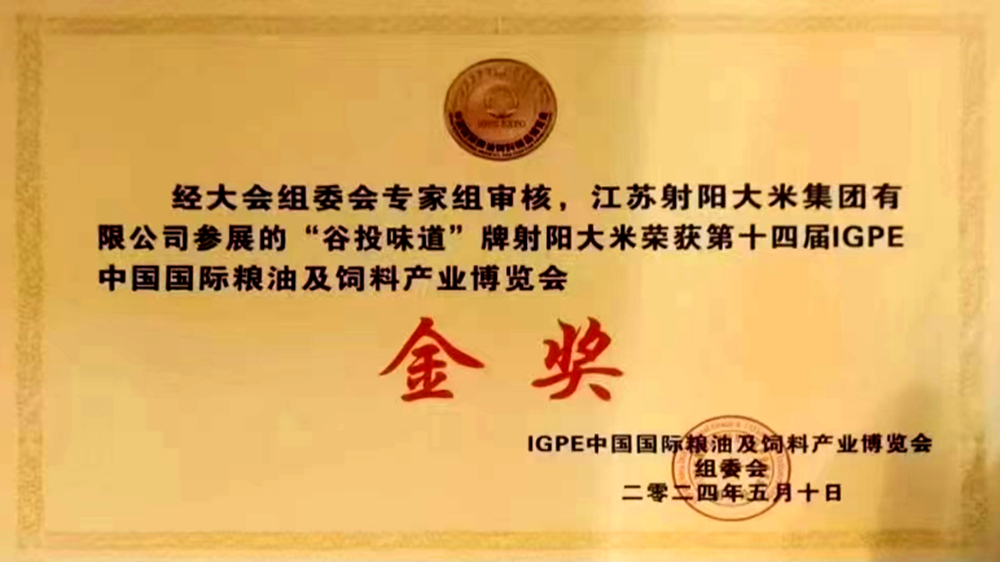 IGPE EXPO
经大会组委会专家组审核，江苏射阳大米集团有
限公司参展的“谷投味道”牌射阳大米荣获第十四届IGPE
中国国际粮油及饲料产业博览会
金奖
IGPE中国国际粮油及饲料产业博览会
组委会
二零二四年五月十日